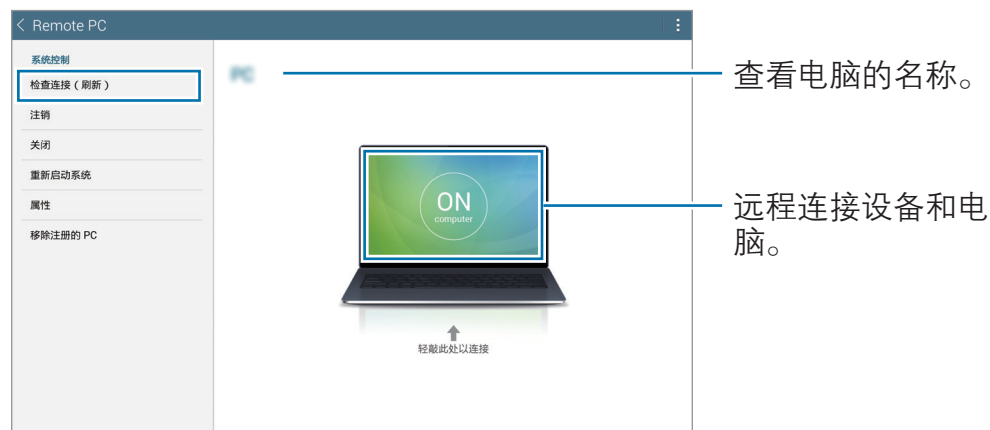 Remote PC
系统控制
检查连接（刷新）
注销
关闭
重新启动系统
属性
移除注册的 PC
PC
ON
computer
轻敲此处以连接
查看电脑的名称。
远程连接设备和电
脑。